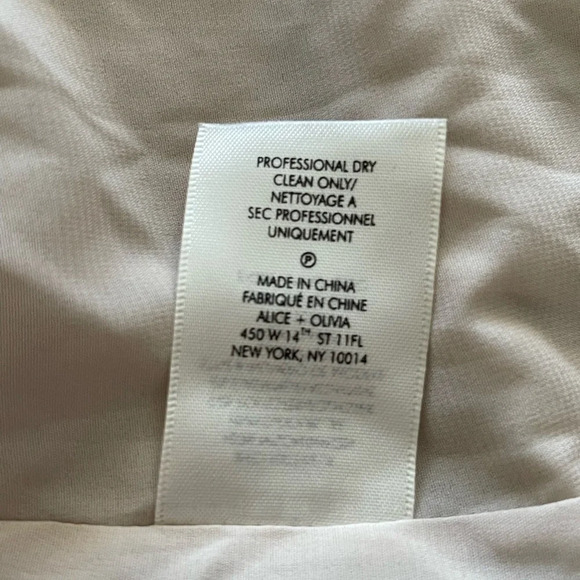 PROFESSIONAL DRY
CLEAN ONLY/
NETTOYAGE A
SEC PROFESSIONNEL
UNIQUEMENT
Ⓟ
MADE IN CHINA
FABRIQUÉ EN CHINE
ALICE + OLIVIA
450 W 14™ ST 11FL
NEW YORK, NY 10014